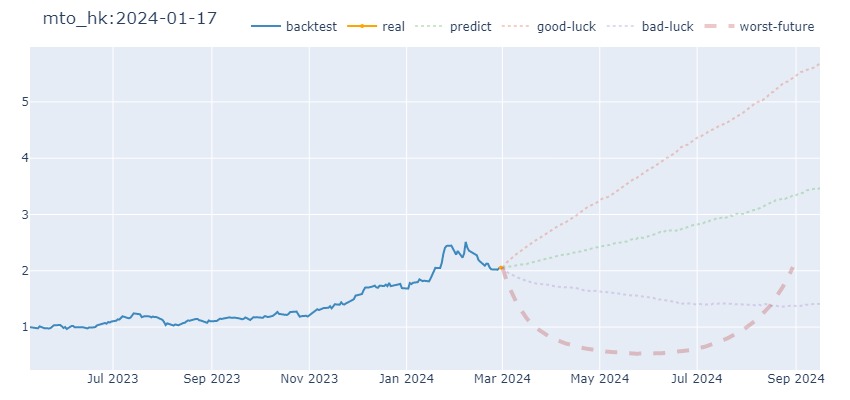 mto_hk:2024-01-17
backtest real predict good-luck bad-luck worst-future
5
4
3
2
1
Jul 2023 Sep 2023 Nov 2023 Jan 2024 Mar 2024 May 2024 Jul 2024 Sep 2024